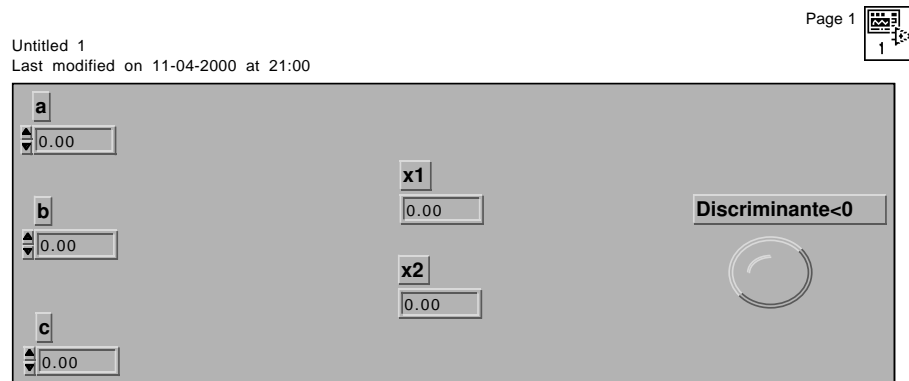 Page 1
1
Untitled 1
Last modified on 11-04-2000 at 21:00
a
0.00
x1
0.00
b
0.00
Discriminante<0
x2
0.00
c
0.00